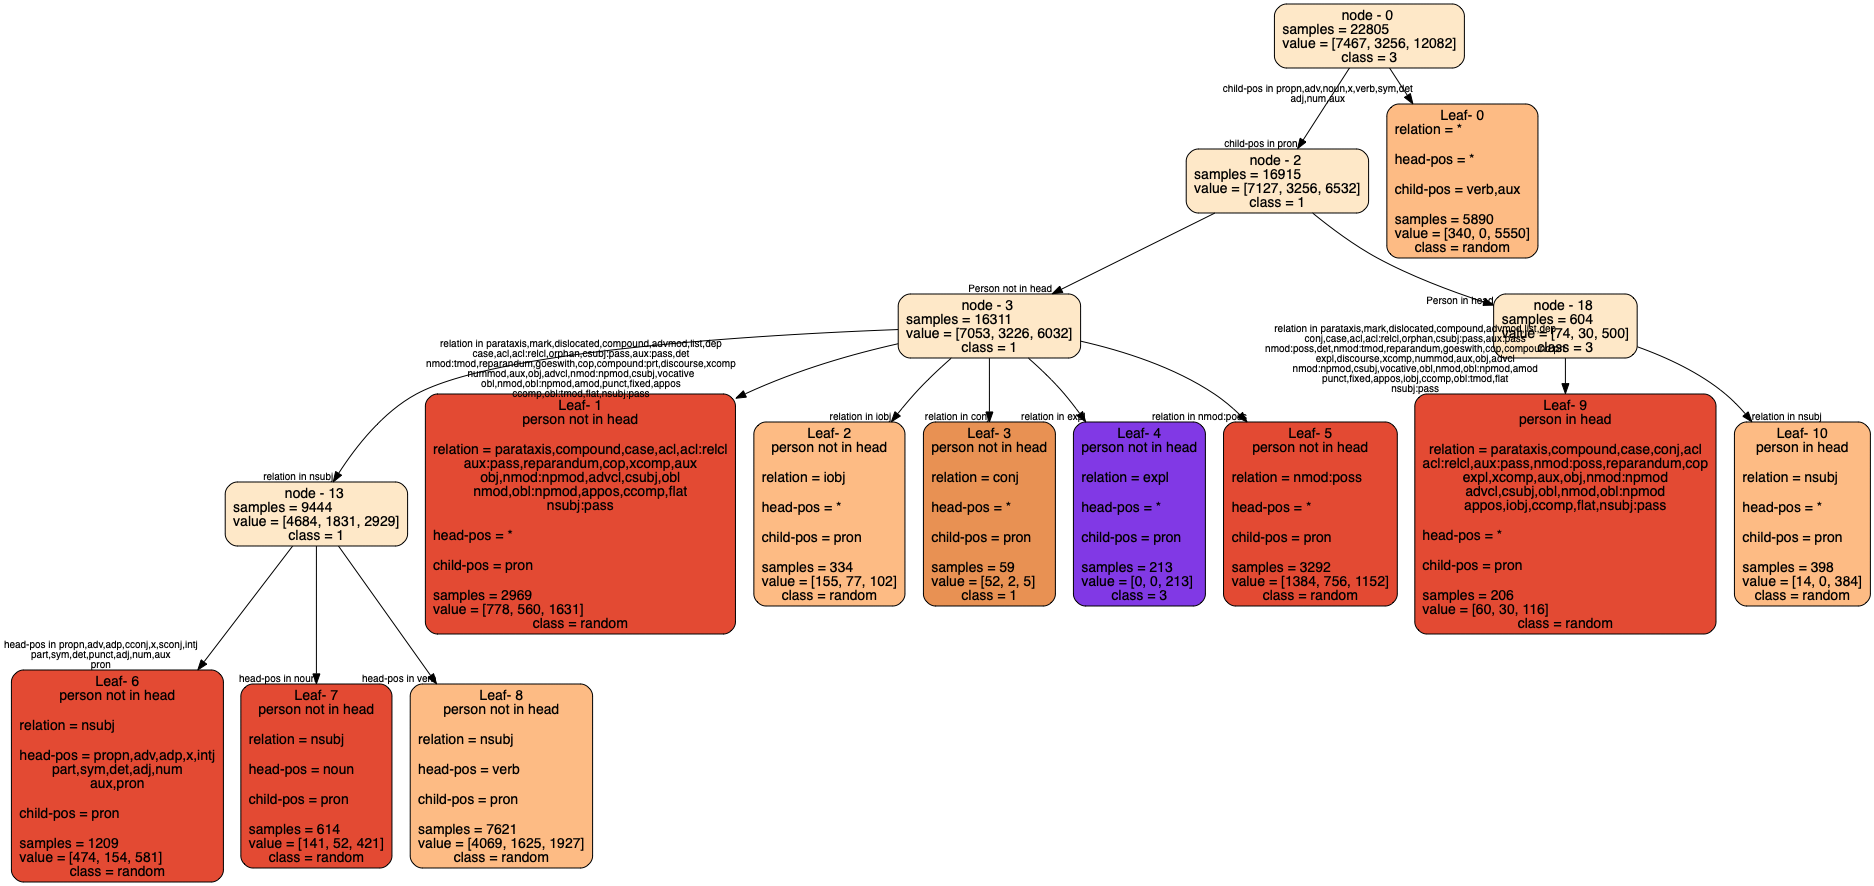 node - 0
samples = 22805
value = [7467, 3256, 12082]
class = 3
child-pos in propn,adv,noun,x,verb,sym,det
adj,num,aux
Leaf- 0
relation = *
head-pos = *
child-pos = verb,aux
samples = 5890
value = [340, 0, 5550]
class = random
child-pos in pron
node - 2
samples = 16915
value = [7127, 3256, 6532]
class = 1
Person not in head
node - 3
samples = 16311
value = [7053, 3226, 6032]
class = 1
Person in head
node - 18
samples = 604
value = [74, 30, 500]
class = 3
relation in parataxis,mark,dislocated,compound,advmod,list,dep
case,acl,acl:relcl,orphan,csubj:pass,aux:pass,det
nmod:tmod,reparandum,goeswith,cop,compound:prt,discourse,xcomp
nummod,aux,obj,advcl,nmod:npmod,csubj,vocative
obl,nmod,obl:npmod,amod,punct,fixed,appos
ccomp,obl:tmod,flat,nsubj:pass
relation in parataxis,mark,dislocated,compound,advmod,list,dep
conj,case,acl,acl:relcl,orphan,csubj:pass,aux:pass
nmod:poss,det,nmod:tmod,reparandum,goeswith,cop,compound:prt
expl,discourse,xcomp,nummod,aux,obj,advcl
nmod:npmod,csubj,vocative,obl,nmod,obl:npmod,amod
punct,fixed,appos,iobj,ccomp,obl:tmod,flat
nsubj:pass
Leaf- 1
person not in head
relation = parataxis,compound,case,acl,acl:relcl
aux:pass,reparandum,cop,xcomp,aux
obj,nmod:npmod,advcl,csubj,obl
nmod,obl:npmod,appos,ccomp,flat
nsubj:pass
head-pos = *
child-pos = pron
samples = 2969
value = [778, 560, 1631]
class = random
relation in iobj
Leaf- 2
person not in head
relation = iobj
head-pos = *
child-pos = pron
samples = 334
value = [155, 77, 102]
class = random
relation in conj
Leaf- 3
person not in head
relation = conj
head-pos = *
child-pos = pron
samples = 59
value = [52, 2, 5]
class = 1
relation in expl
Leaf- 4
person not in head
relation = expl
head-pos = *
child-pos = pron
samples = 213
value = [0, 0, 213]
class = 3
relation in nmod:poss
Leaf- 5
person not in head
relation = nmod:poss
head-pos = *
child-pos = pron
samples = 3292
value = [1384, 756, 1152]
class = random
Leaf- 9
person in head
relation = parataxis,compound,case,conj,acl
acl:relcl,aux:pass,nmod:poss,reparandum,cop
expl,xcomp,aux,obj,nmod:npmod
advcl,csubj,obl,nmod,obl:npmod
appos,iobj,ccomp,flat,nsubj:pass
head-pos = *
child-pos = pron
samples = 206
value = [60, 30, 116]
class = random
relation in nsubj
Leaf- 10
person in head
relation = nsubj
head-pos = *
child-pos = pron
samples = 398
value = [14, 0, 384]
class = random
relation in nsubj
node - 13
samples = 9444
value = [4684, 1831, 2929]
class = 1
head-pos in propn,adv,adp,cconj,x,sconj,intj
part,sym,det,punct,adj,num,aux
pron
Leaf- 6
person not in head
relation = nsubj
head-pos = propn,adv,adp,x,intj
part,sym,det,adj,num
aux,pron
child-pos = pron
samples = 1209
value = [474, 154, 581]
class = random
head-pos in noun
Leaf- 7
person not in head
relation = nsubj
head-pos = noun
child-pos = pron
samples = 614
value = [141, 52, 421]
class = random
head-pos in verb
Leaf- 8
person not in head
relation = nsubj
head-pos = verb
child-pos = pron
samples = 7621
value = [4069, 1625, 1927]
class = random